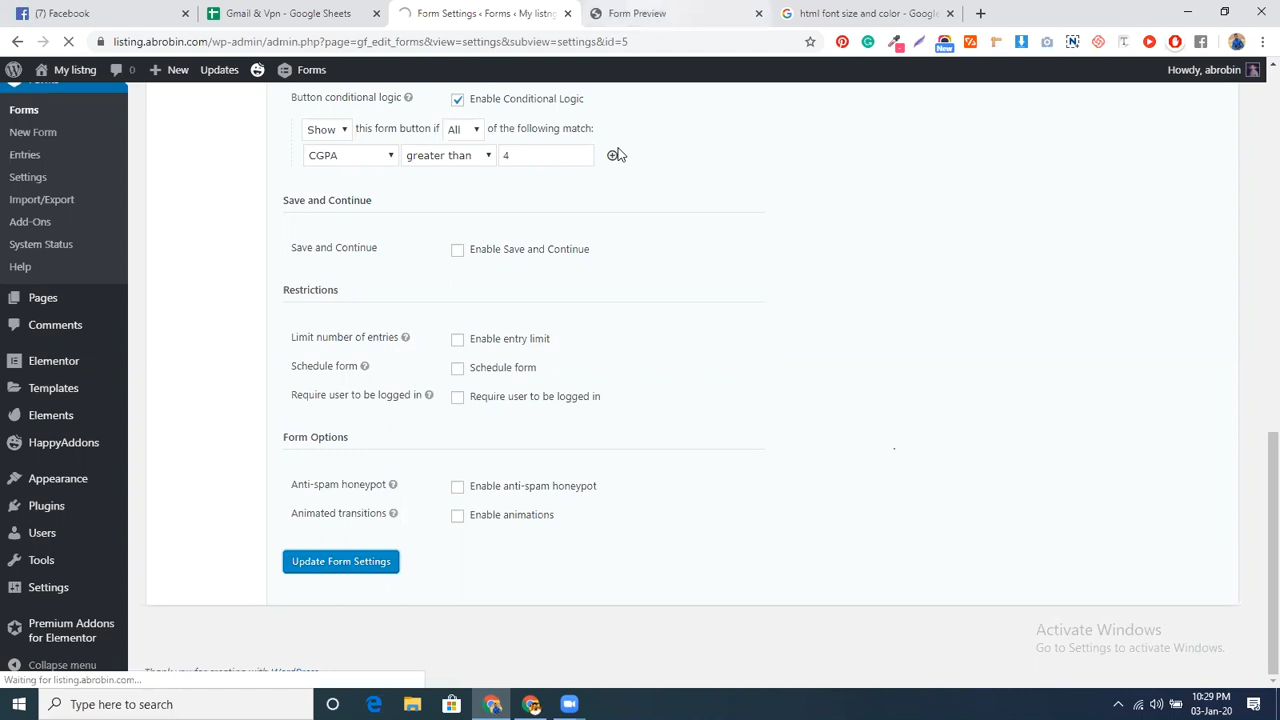 Facebook
Gmail & Vpn - Google Sheets
Form Settings ‹ Forms ‹ My listng
Form Preview
html font size and color - Google
listing.abrobin.com/wp-admin/admin.php?page=gf_edit_forms&view=settings&subview=settings&id=5
New
My listng
0
New
Updates
Forms
Howdy, abrobin
Forms
Forms
New Form
Entries
Settings
Import/Export
Add-Ons
System Status
Help
Pages
Comments
Elementor
Templates
Elements
HappyAddons
Appearance
Plugins
Users
Tools
Settings
Premium Addons
for Elementor
Collapse menu
Button conditional logic
Enable Conditional Logic
Show this form button if All of the following match:
CGPA greater than 4
Save and Continue
Save and Continue
Enable Save and Continue
Restrictions
Limit number of entries
Enable entry limit
Schedule form
Schedule form
Require user to be logged in
Require user to be logged in
Form Options
Anti-spam honeypot
Enable anti-spam honeypot
Animated transitions
Enable animations
Update Form Settings
Activate Windows
Go to Settings to activate Windows.
Thank you for creating with WordPress.
Waiting for listing.abrobin.com...
Type here to search
10:29 PM
03-Jan-20